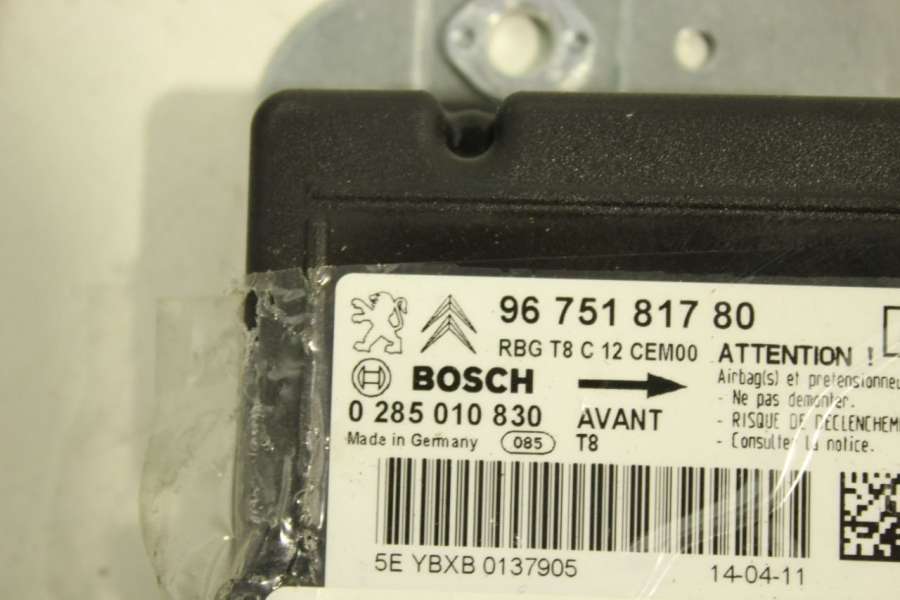 96 751 817 80
RBG T8 C 12 CEM00
BOSCH
0 285 010 830
Made in Germany 085
AVANT
T8
ATTENTION !
Airbag(s) et pretensionneu
- Ne pas demonter.
- RISQUE DE DECLENCHEM
- Consulter la notice.
5E YBXB 0137905
14-04-11